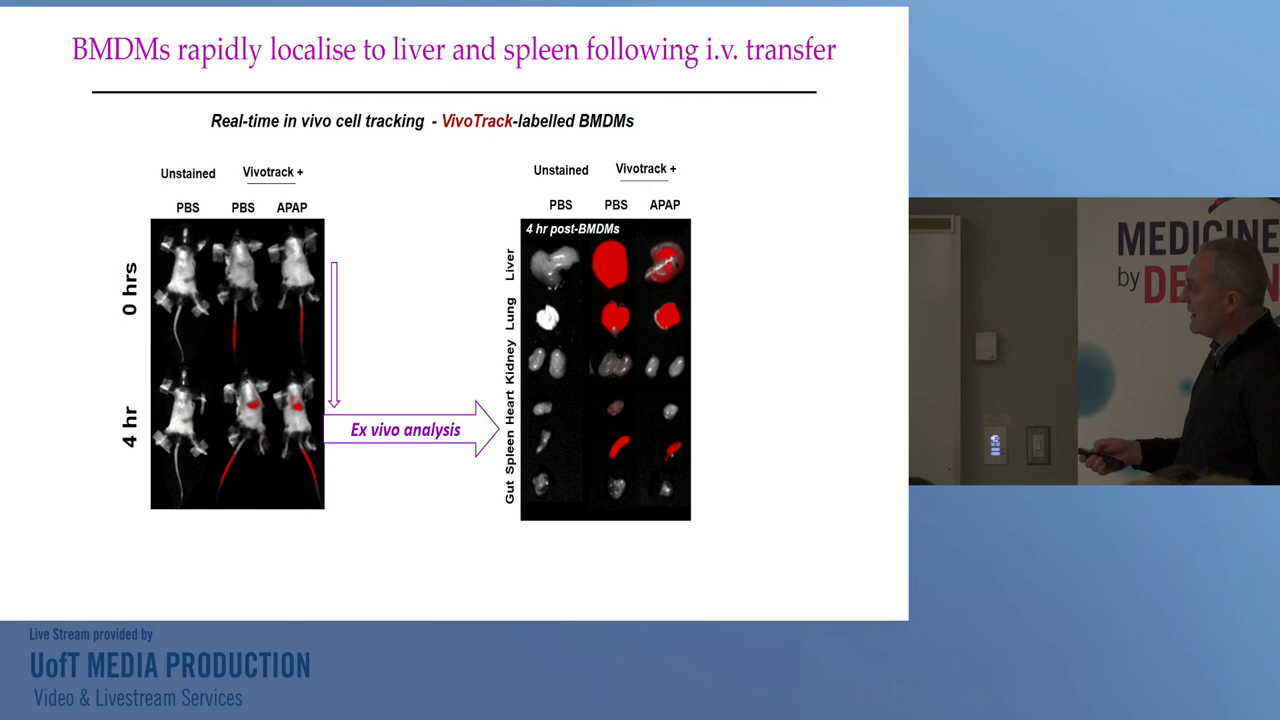 BMDMs rapidly localise to liver and spleen following i.v. transfer
Real-time in vivo cell tracking - VivoTrack-labelled BMDMs
Unstained
Vivotrack +
PBS
PBS
APAP
0 hrs
4 hr
Ex vivo analysis
Unstained
Vivotrack +
PBS
PBS
APAP
4 hr post-BMDMs
Liver
Lung
Kidney
Heart
Spleen
Gut
MEDICINE
by
Live Stream provided by
UofT MEDIA PRODUCTION
Video & Livestream Services